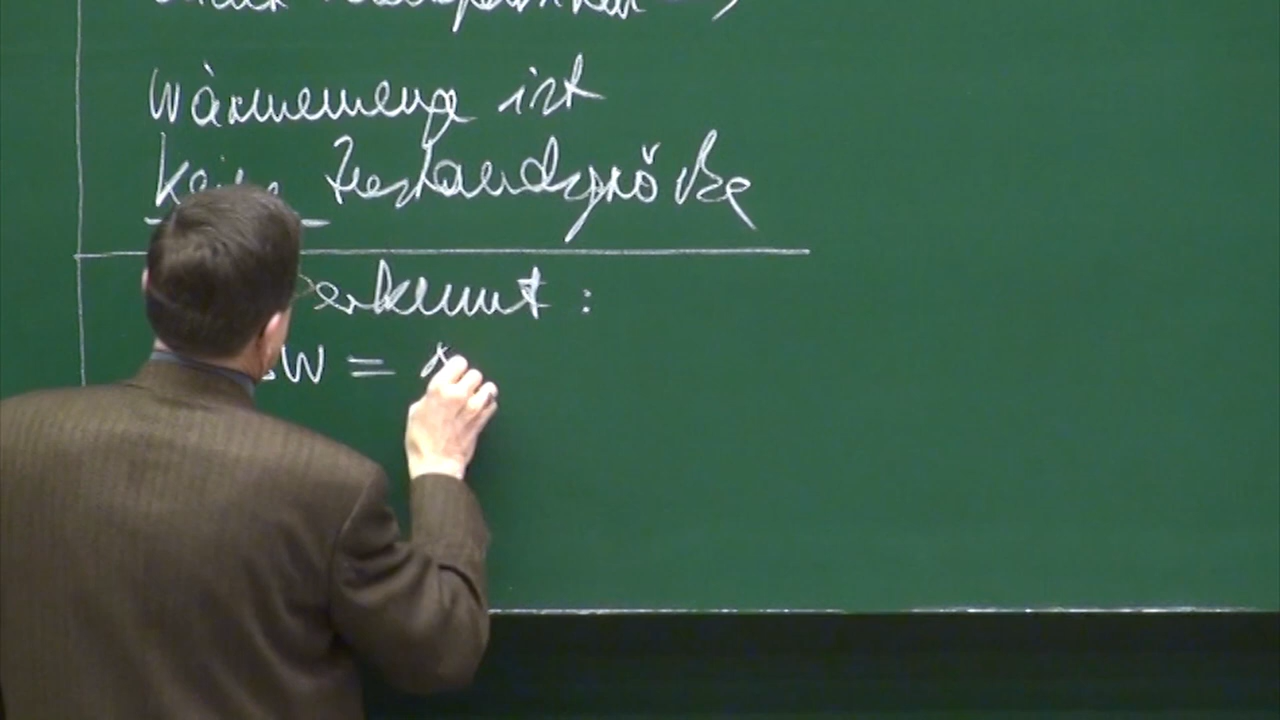 Wärmemenge ist
keine Zustandsgröße
erkennt :
W =